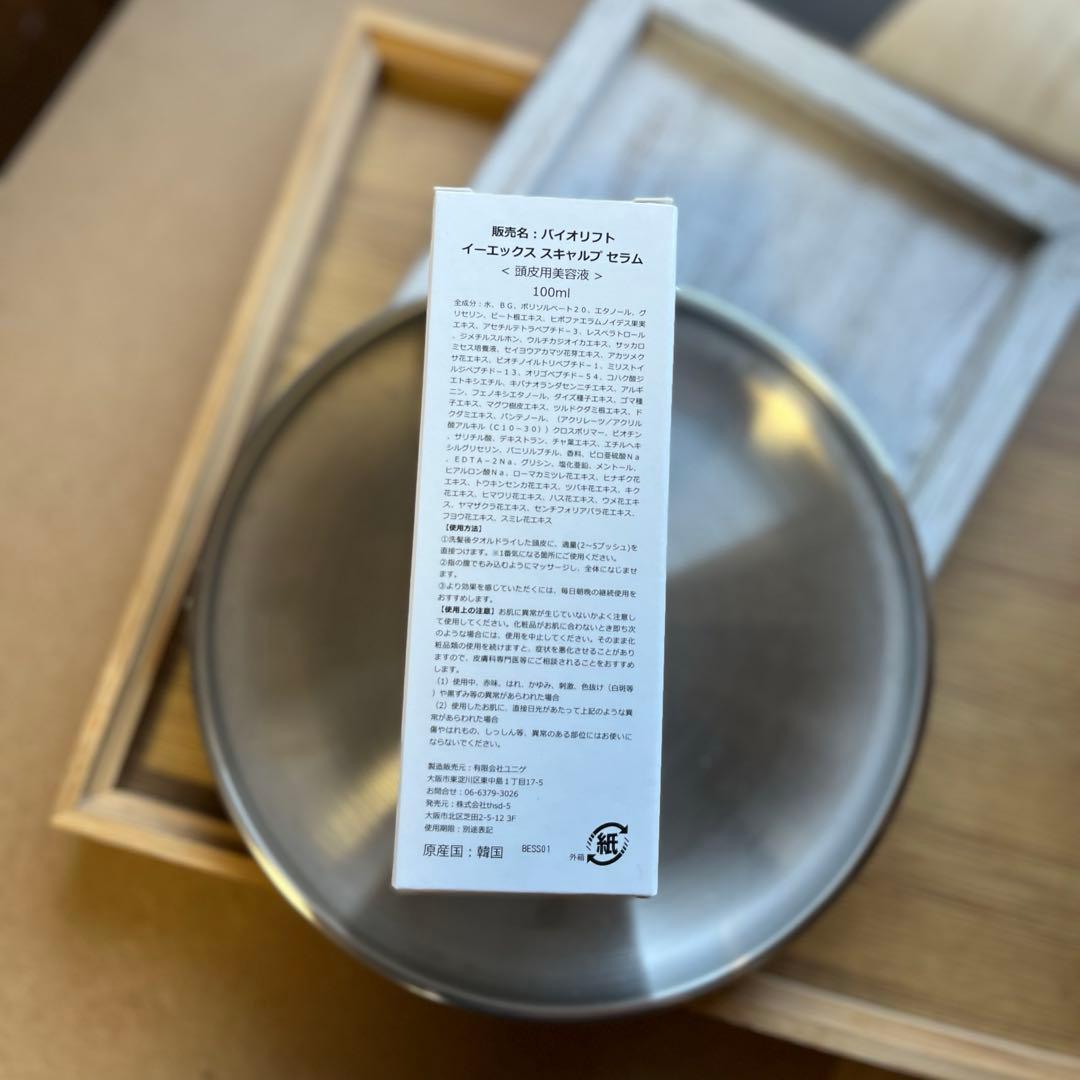 販売名：バイオリフト
イーエックス スキャルプ セラム
＜ 頭皮用美容液 ＞
100ml
全成分：水、ＢＧ、ポリソルベート２０、エタノール、グ
リセリン、ビート根エキス、ヒポファエラムノイデス果実
エキス、アセチルテトラペプチド－３、レスベラトロール
、ジメチルスルホン、ウルチカジオイカエキス、サッカロ
ミセス培養液、セイヨウアカマツ花芽エキス、アカツメク
サ花エキス、ビオチノイルトリペプチド－１、ミリストイ
ルジペプチド－１３、オリゴペプチド－５４、コハク酸ジ
エトキシエチル、キバナオランダセンニチエキス、アルギ
ニン、フェノキシエタノール、ダイズ種子エキス、ゴマ種
子エキス、マグワ樹皮エキス、ツルドクダミ根エキス、ド
クダミエキス、パンテノール、（アクリレーツ／アクリル
酸アルキル（Ｃ１０－３０））クロスポリマー、ビオチン
、サリチル酸、デキストラン、チャ葉エキス、エチルヘキ
シルグリセリン、バニリルブチル、香料、ピロ亜硫酸Ｎａ
、ＥＤＴＡ－２Ｎａ、グリシン、塩化亜鉛、メントール、
ヒアルロン酸Ｎａ、ローマカミツレ花エキス、ヒナギク花
エキス、トウキンセンカ花エキス、ツバキ花エキス、キク
花エキス、ヒマワリ花エキス、ハス花エキス、ウメ花エキ
ス、ヤマザクラ花エキス、センチフォリアバラ花エキス、
フヨウ花エキス、スミレ花エキス
【使用方法】
①洗髪後タオルドライした頭皮に、適量(2～5プッシュ)を
直接つけます。※1番気になる箇所にご使用ください。
②指の腹でもみ込むようにマッサージし、全体になじませ
ます。
③より効果を感じていただくには、毎日朝晩の継続使用を
おすすめします。
【使用上の注意】お肌に異常が生じていないかよく注意し
て使用してください。化粧品がお肌に合わないとき即ち次
のような場合には、使用を中止してください。そのまま化
粧品類の使用を続けますと、症状を悪化させることがあり
ますので、皮膚科専門医等にご相談されることをおすすめ
します。
（1）使用中、赤味、はれ、かゆみ、刺激、色抜け（白斑等
）や黒ずみ等の異常があらわれた場合
（2）使用したお肌に、直接日光があたって上記のような異
常があらわれた場合
傷やはれもの、しっしん等、異常のある部位にはお使いに
ならないでください。
製造販売元：有限会社ユニゲ
大阪市東淀川区東中島１丁目17-5
お問合せ：06-6379-3026
発売元：株式会社thsd-5
大阪市北区芝田2-5-12 3F
使用期限：別途表記
原産国：韓国 BESS01 外箱 紙